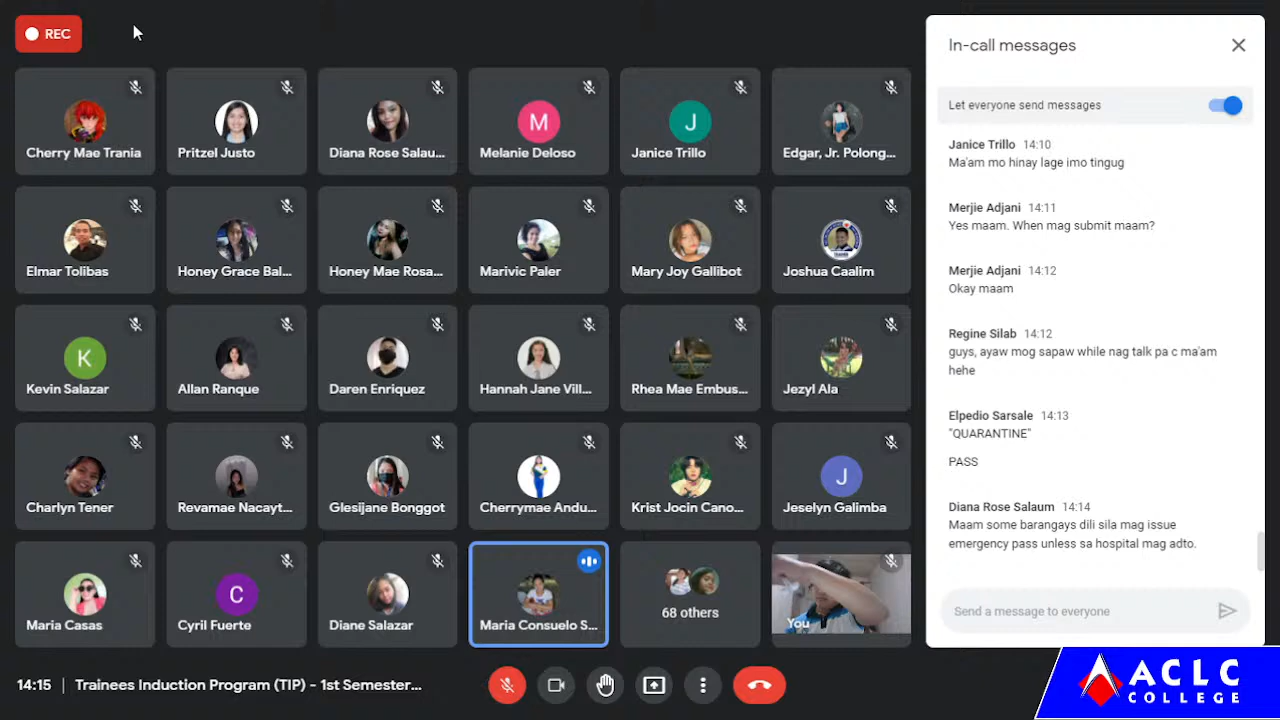 REC
Cherry Mae Trania
Pritzel Justo
Diana Rose Salau...
M
Melanie Deloso
J
Janice Trillo
Edgar, Jr. Polong...
Elmar Tolibas
Honey Grace Bal...
Honey Mae Rosa...
Marivic Paler
Mary Joy Gallibot
Joshua Caalim
K
Kevin Salazar
Allan Ranque
Daren Enriquez
Hannah Jane Vill...
Rhea Mae Embus...
Jezyl Ala
Charlyn Tener
Revamae Nacayt...
Glesijane Bonggot
Cherrymae Andu...
Krist Jocin Cano...
J
Jeselyn Galimba
Maria Casas
C
Cyril Fuerte
Diane Salazar
Maria Consuelo S...
68 others
You
14:15 | Trainees Induction Program (TIP) - 1st Semester...
In-call messages
Let everyone send messages
Janice Trillo 14:10
Ma'am mo hinay lage imo tingug
Merjie Adjani 14:11
Yes maam. When mag submit maam?
Merjie Adjani 14:12
Okay maam
Regine Silab 14:12
guys, ayaw mog sapaw while nag talk pa c ma'am
hehe
Elpedio Sarsale 14:13
"QUARANTINE"
PASS
Diana Rose Salaum 14:14
Maam some barangays dili sila mag issue
emergency pass unless sa hospital mag adto.
Send a message to everyone
ACLC
COLLEGE